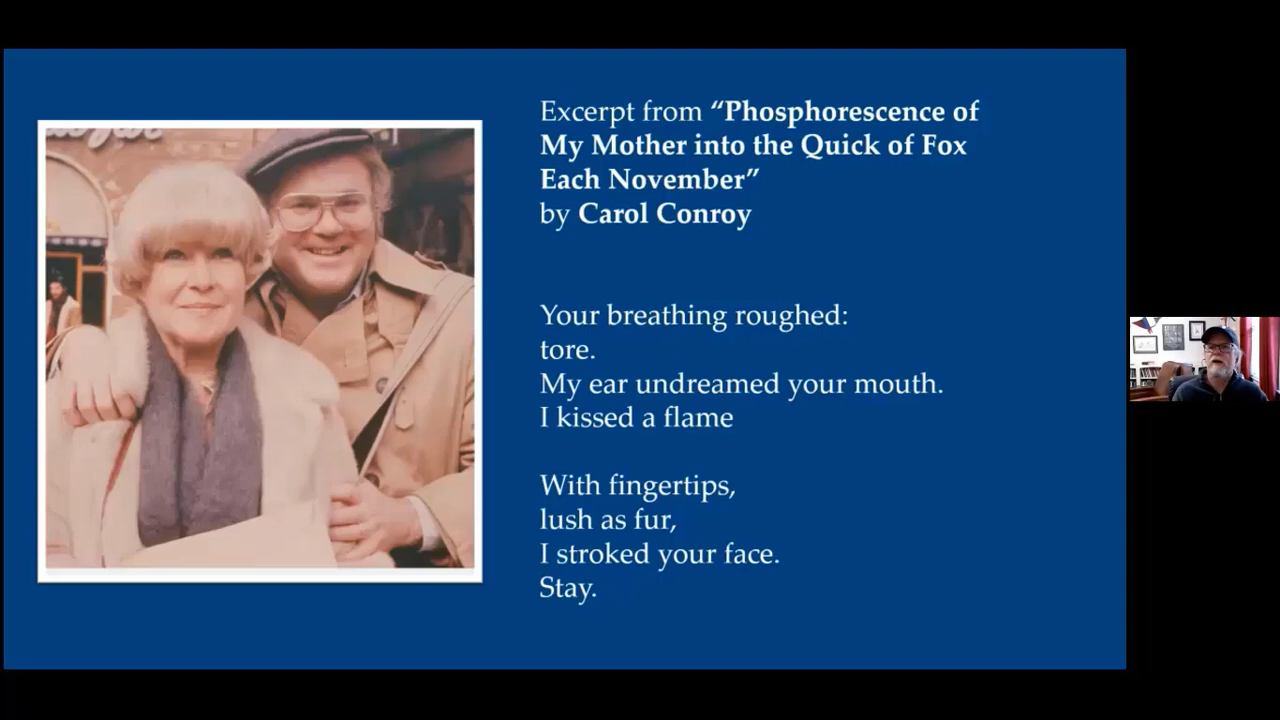 Excerpt from “Phosphorescence of
My Mother into the Quick of Fox
Each November”
by Carol Conroy
Your breathing roughed:
tore.
My ear undreamed your mouth.
I kissed a flame
With fingertips,
lush as fur,
I stroked your face.
Stay.